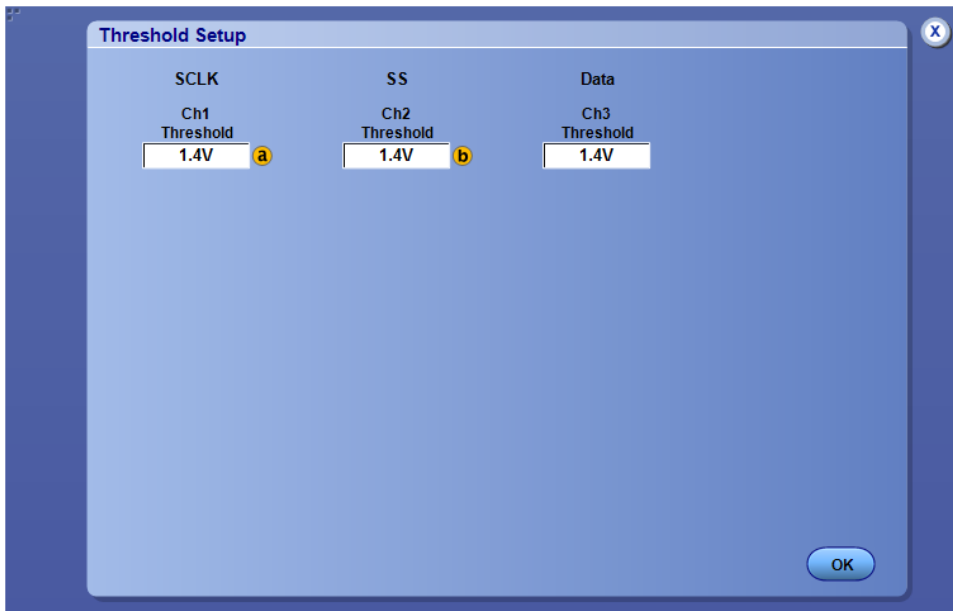 Threshold Setup
X
SCLK SS Data
Ch1 Ch2 Ch3
Threshold Threshold Threshold
1.4V a 1.4V b 1.4V
OK